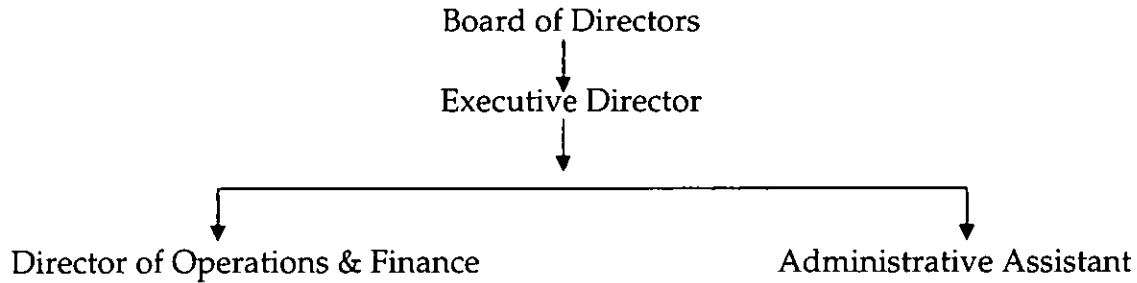 Board of Directors
Executive Director
Director of Operations & Finance
Administrative Assistant